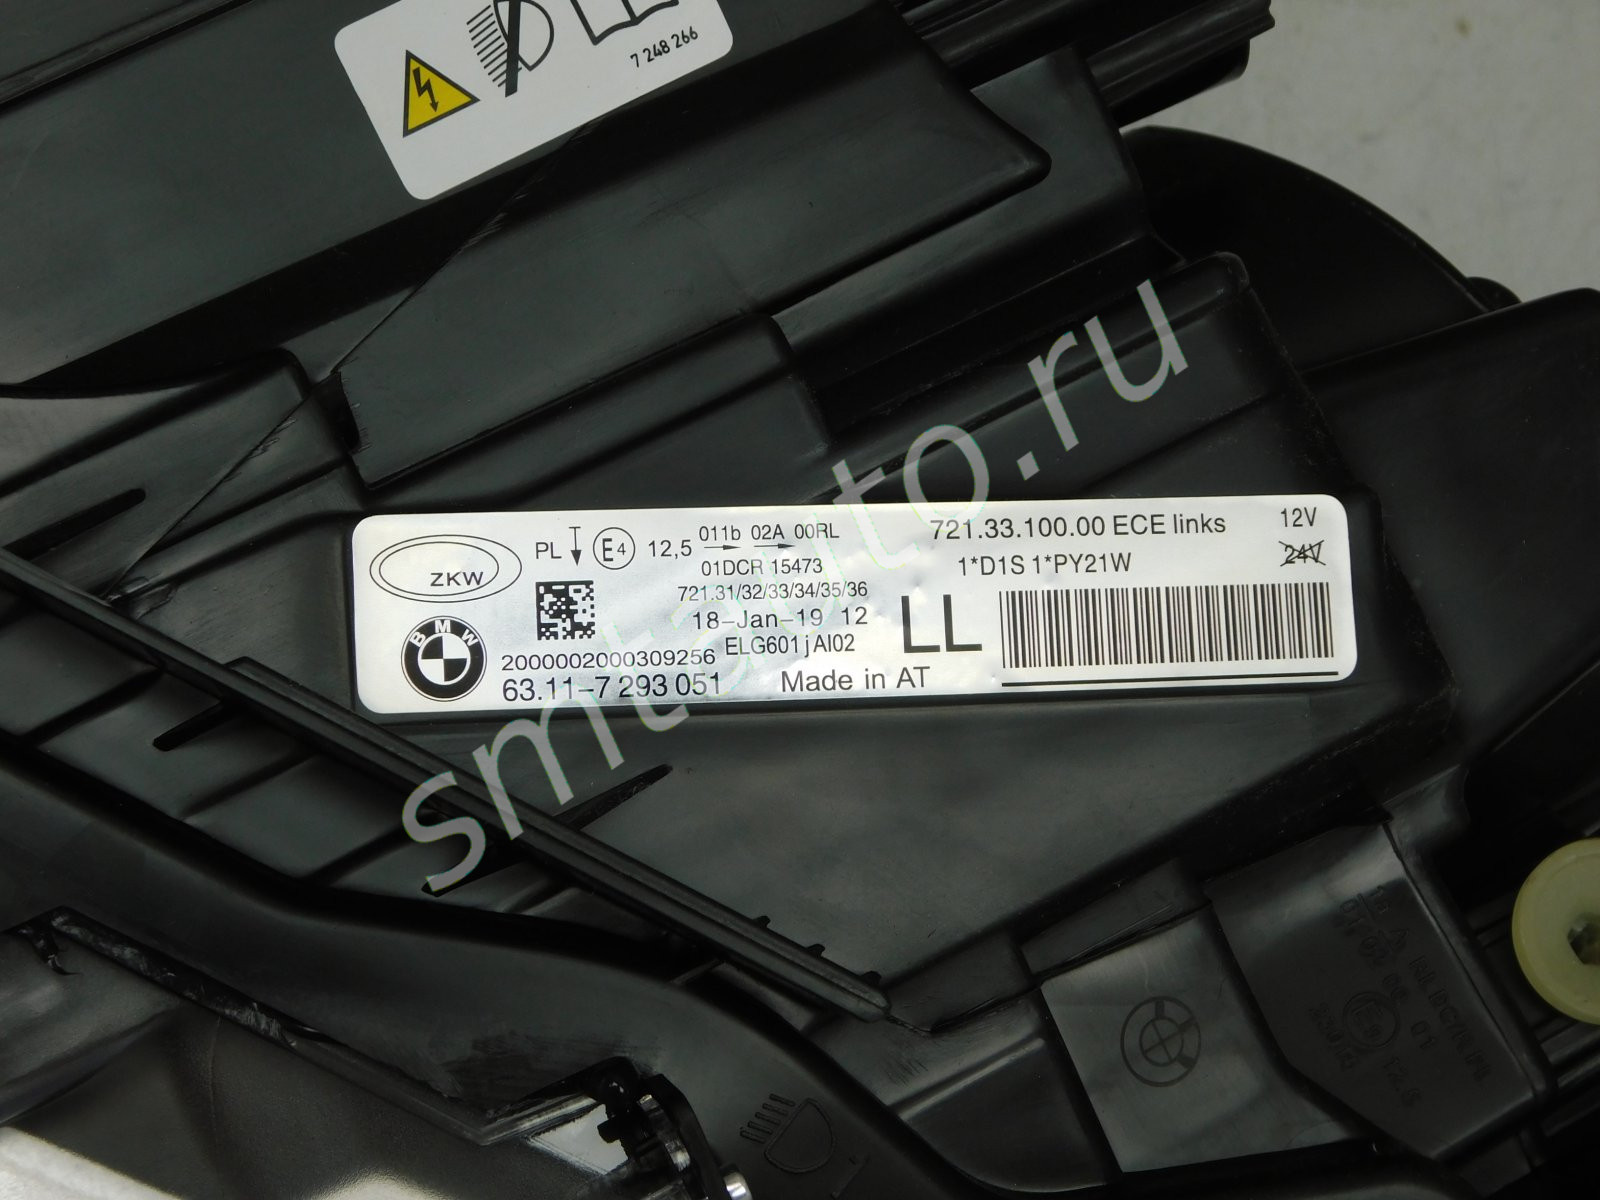 7 248 266
ZKW
PL
E4
12,5
011b 02A 00RL
01DCR 15473
721.31/32/33/34/35/36
18-Jan-19 12
ELG601jAI02
2000002000309256
63.11-7 293 051
Made in AT
721.33.100.00 ECE links
1*D1S 1*PY21W
12V
24V
LL
BMW
smtauto.ru